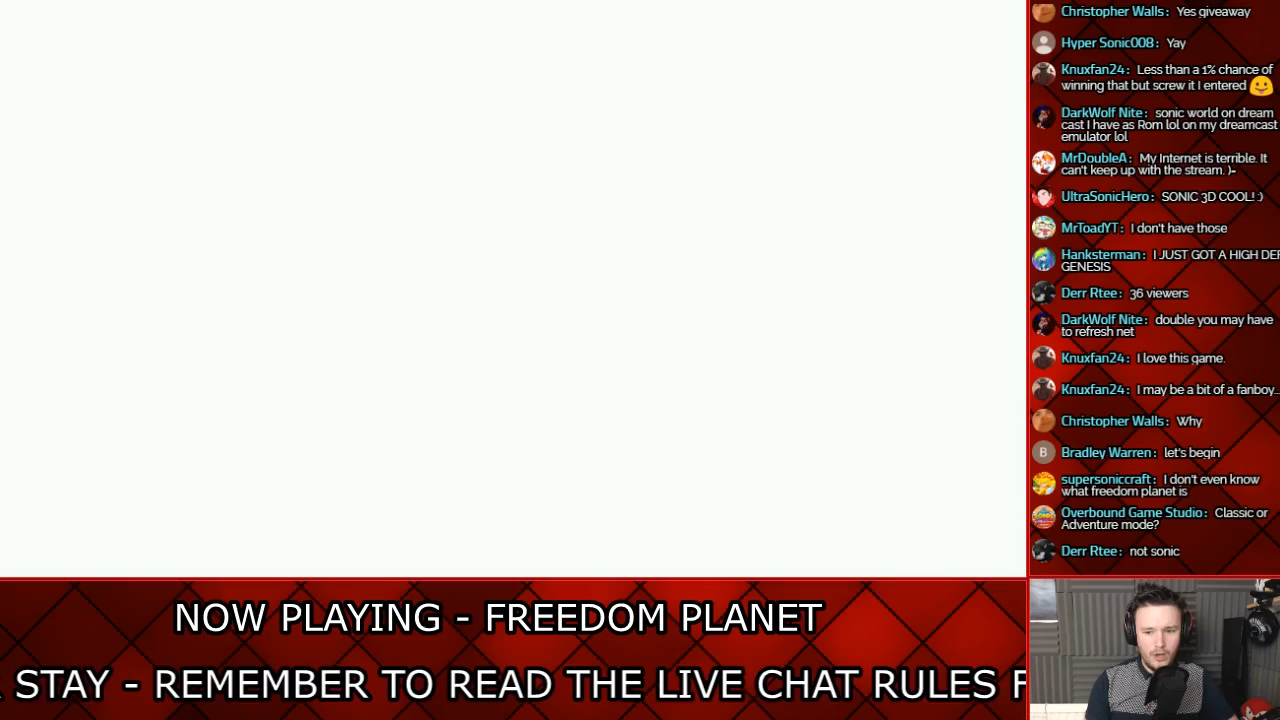 Christopher Walls: Yes giveaway
Hyper Sonic008: Yay
Knuxfan24: Less than a 1% chance of
winning that but screw it I entered
DarkWolf Nite: sonic world on dream
cast I have as Rom lol on my dreamcast
emulator lol
MrDoubleA: My Internet is terrible. It
can't keep up with the stream. )-
UltraSonicHero: SONIC 3D COOL! :)
MrToadYT: I don't have those
Hanksterman: I JUST GOT A HIGH DEF
GENESIS
Derr Rtee: 36 viewers
DarkWolf Nite: double you may have
to refresh net
Knuxfan24: I love this game.
Knuxfan24: I may be a bit of a fanboy...
Christopher Walls: Why
B
Bradley Warren: let's begin
supersoniccraft: I don't even know
what freedom planet is
Overbound Game Studio: Classic or
Adventure mode?
Derr Rtee: not sonic
NOW PLAYING - FREEDOM PLANET
STAY - REMEMBER TO READ THE LIVE CHAT RULES